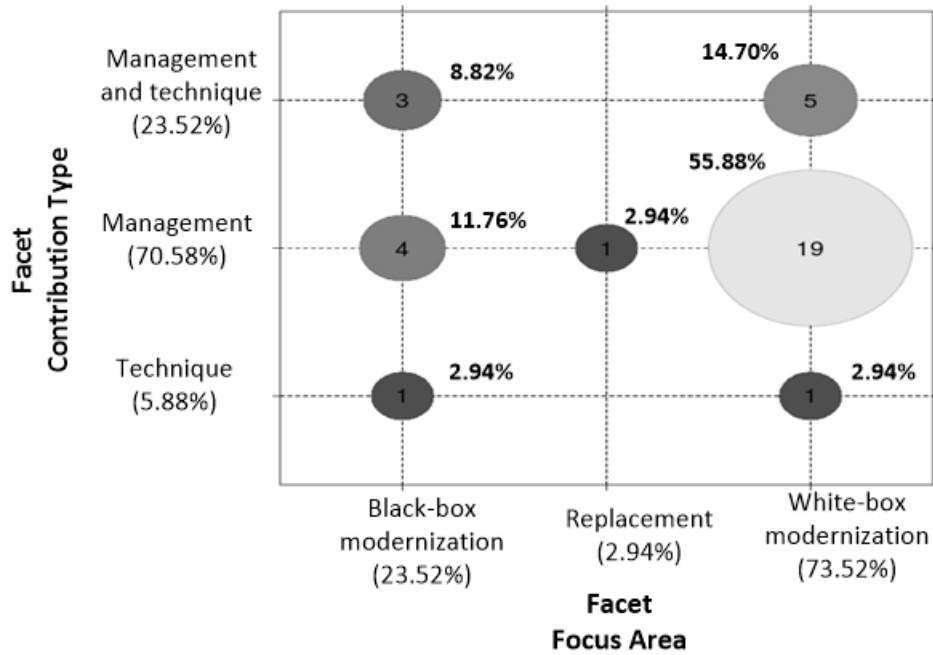 Facet
Contribution Type
Management
and technique
(23.52%)
Management
(70.58%)
Technique
(5.88%)
3
8.82%
5
14.70%
4
11.76%
1
2.94%
19
55.88%
1
2.94%
1
2.94%
Black-box
modernization
(23.52%)
Replacement
(2.94%)
White-box
modernization
(73.52%)
Facet
Focus Area